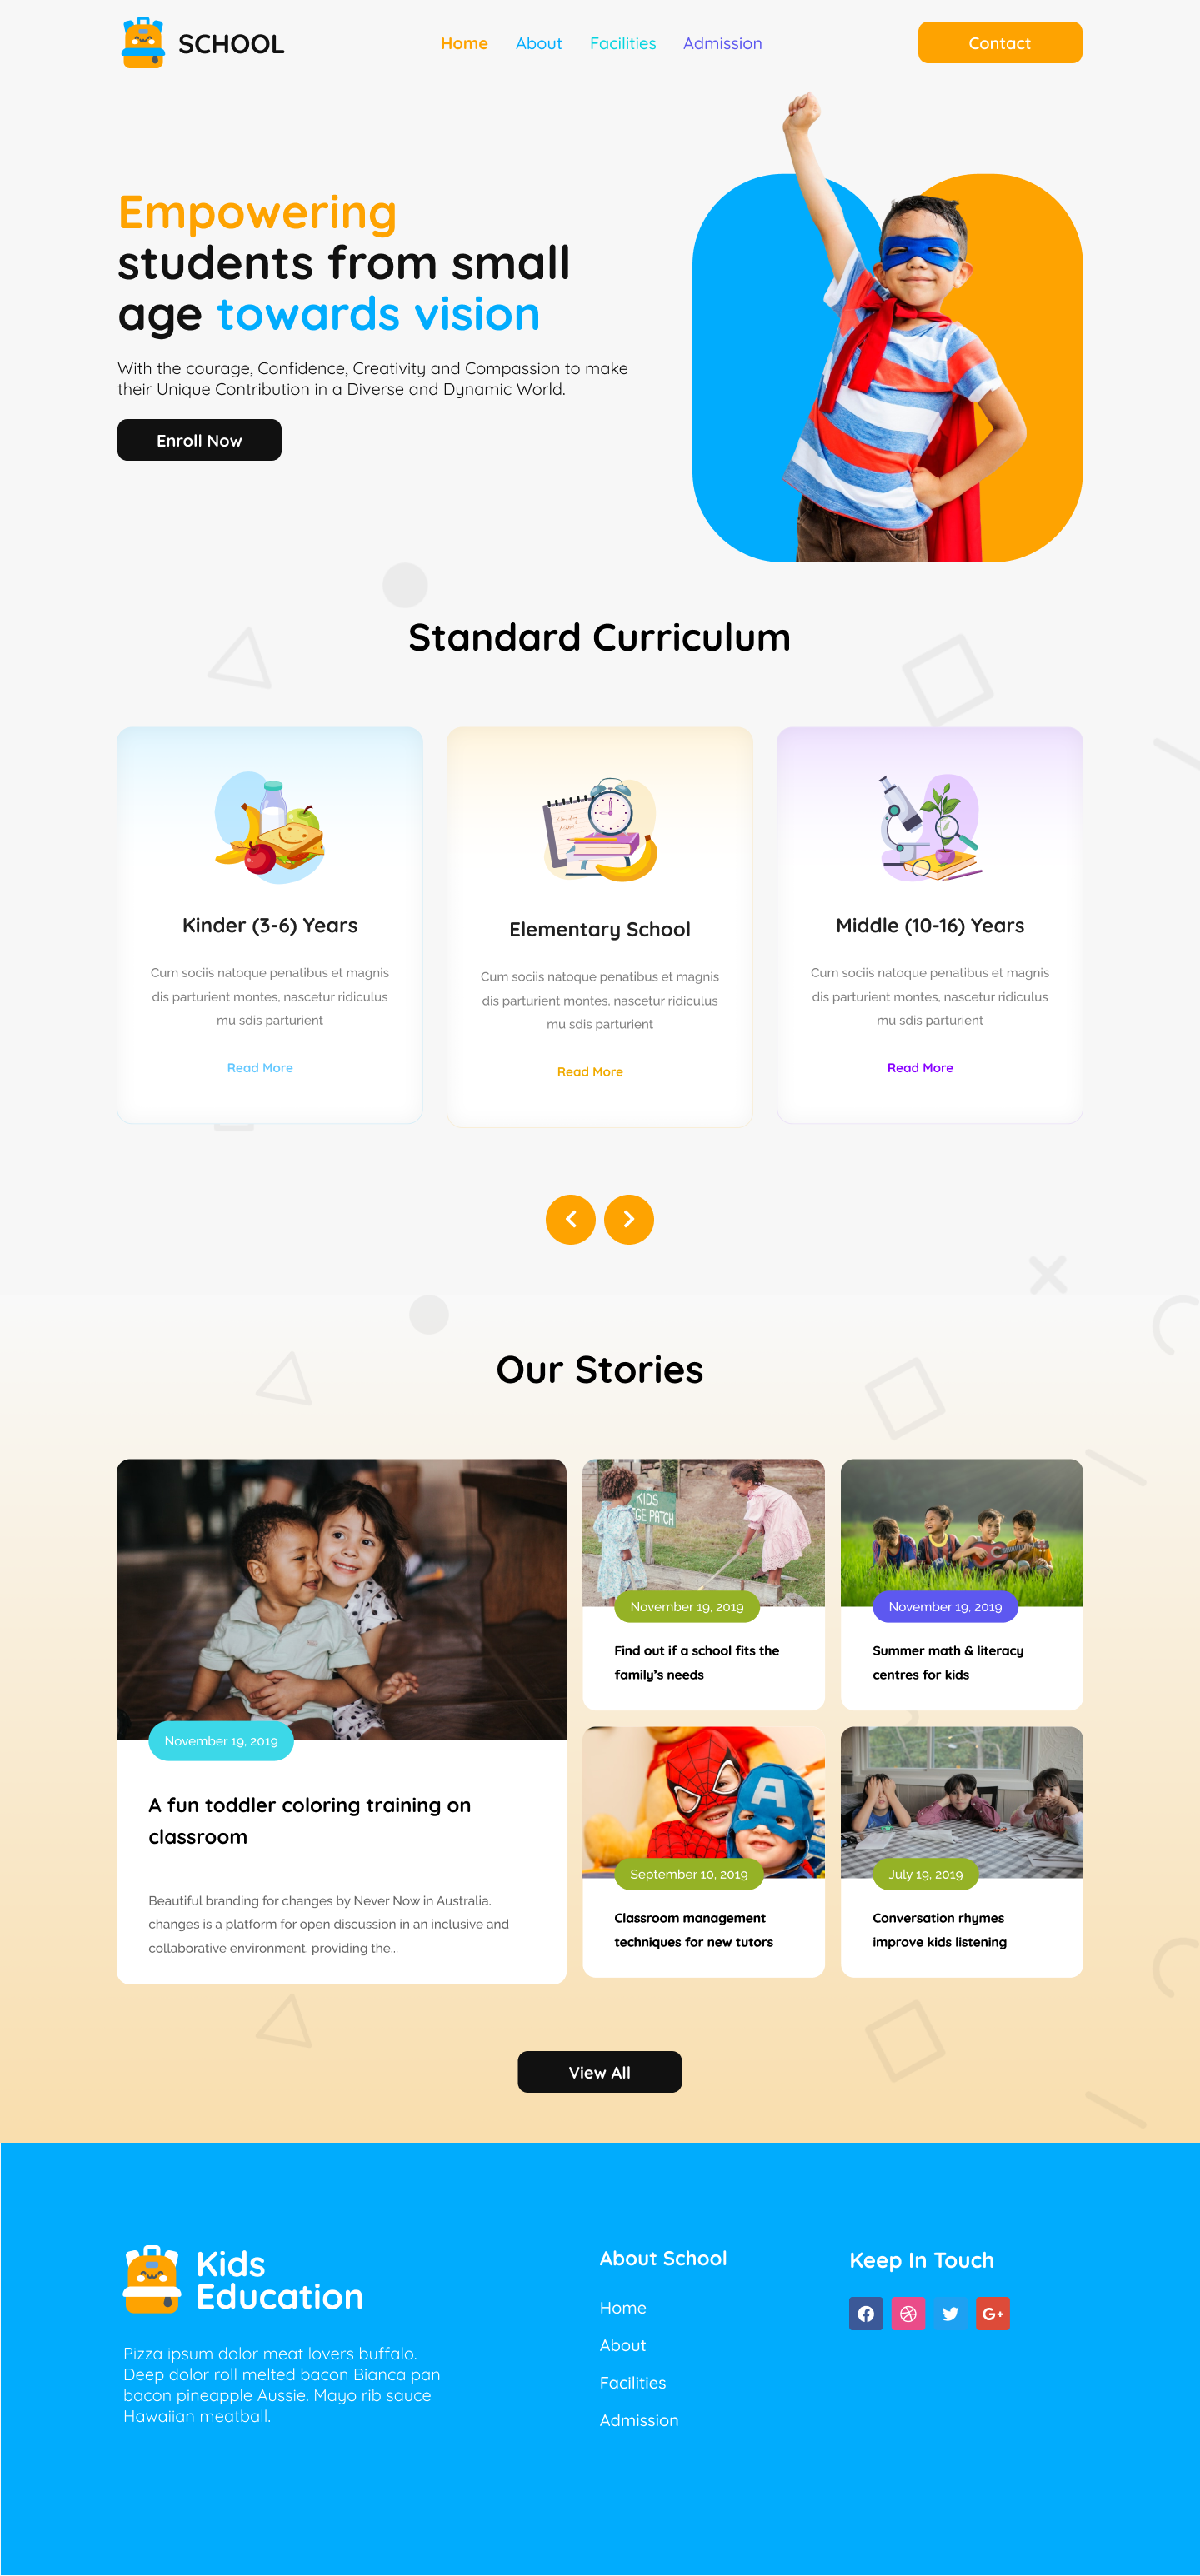 SCHOOL
Home About Facilities Admission
Contact
Empowering
students from small
age towards vision
With the courage, Confidence, Creativity and Compassion to make
their Unique Contribution in a Diverse and Dynamic World.
Enroll Now
Standard Curriculum
Kinder (3-6) Years
Cum sociis natoque penatibus et magnis
dis parturient montes, nascetur ridiculus
mu sdis parturient
Read More
Elementary School
Cum sociis natoque penatibus et magnis
dis parturient montes, nascetur ridiculus
mu sdis parturient
Read More
Middle (10-16) Years
Cum sociis natoque penatibus et magnis
dis parturient montes, nascetur ridiculus
mu sdis parturient
Read More
Our Stories
November 19, 2019
A fun toddler coloring training on
classroom
Beautiful branding for changes by Never Now in Australia.
changes is a platform for open discussion in an inclusive and
collaborative environment, providing the...
KIDS
GE PATCH
November 19, 2019
Find out if a school fits the
family's needs
November 19, 2019
Summer math & literacy
centres for kids
A
September 10, 2019
Classroom management
techniques for new tutors
July 19, 2019
Conversation rhymes
improve kids listening
View All
Kids
Education
Pizza ipsum dolor meat lovers buffalo.
Deep dolor roll melted bacon Bianca pan
bacon pineapple Aussie. Mayo rib sauce
Hawaiian meatball.
About School
Home
About
Facilities
Admission
Keep In Touch
G+